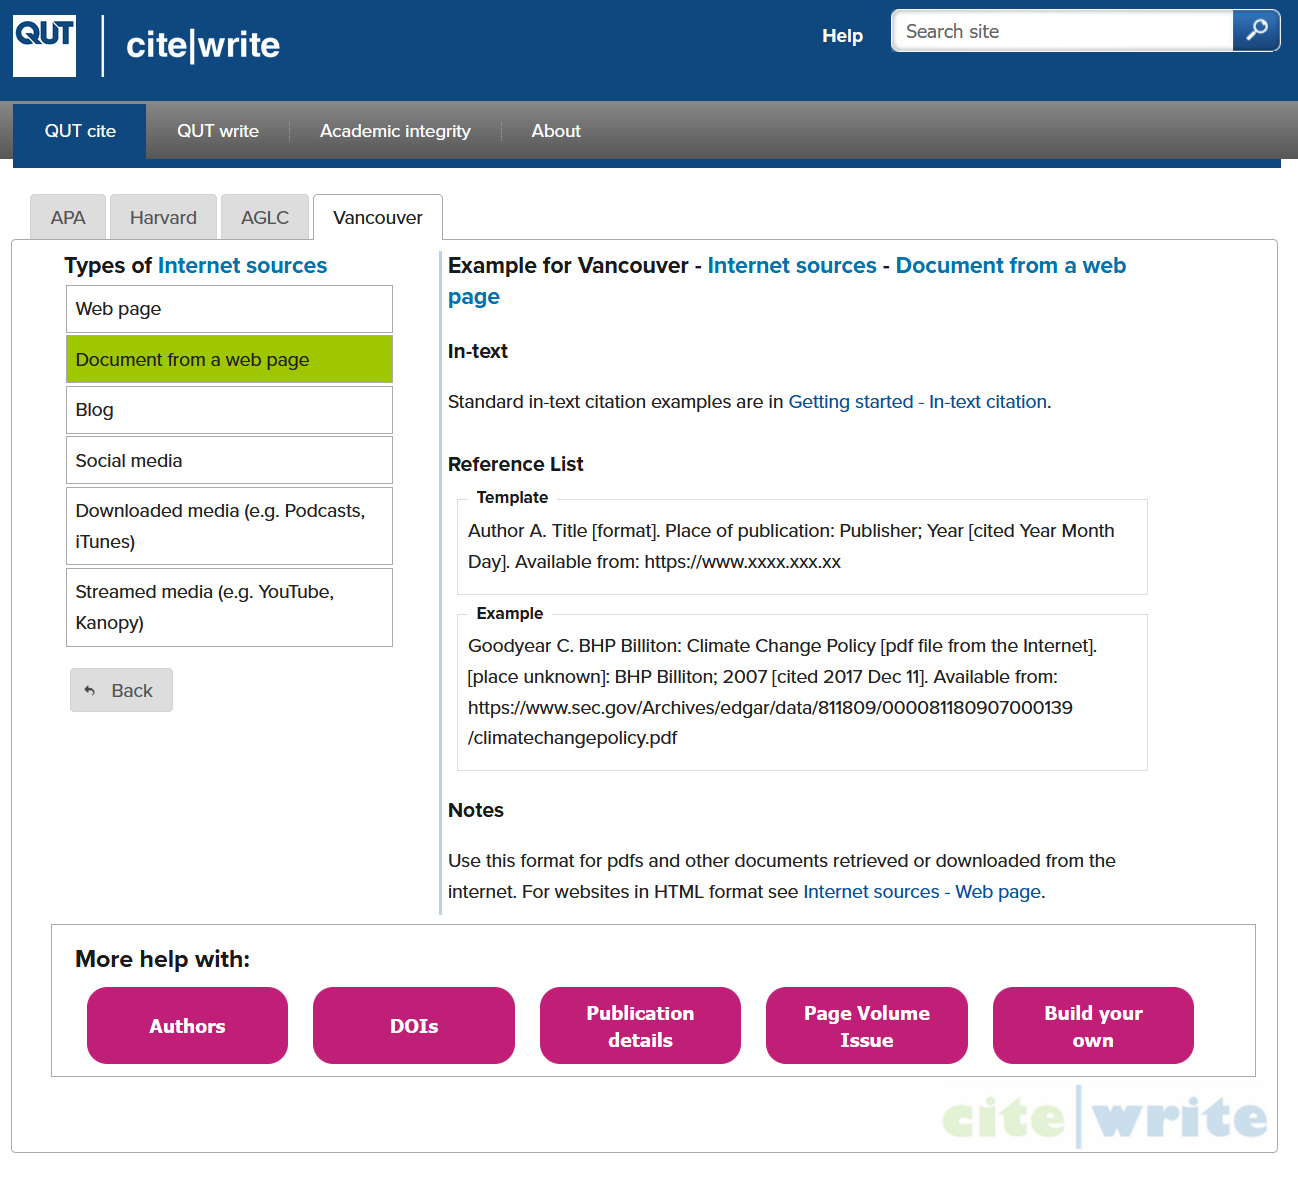 QUT
cite|write
Help
Search site
QUT cite
QUT write
Academic integrity
About
APA
Harvard
AGLC
Vancouver
Types of Internet sources
Web page
Document from a web page
Blog
Social media
Downloaded media (e.g. Podcasts,
iTunes)
Streamed media (e.g. YouTube,
Kanopy)
Back
Example for Vancouver - Internet sources - Document from a web
page
In-text
Standard in-text citation examples are in Getting started - In-text citation.
Reference List
Template
Author A. Title [format]. Place of publication: Publisher; Year [cited Year Month
Day]. Available from: https://www.xxxx.xxx.xx
Example
Goodyear C. BHP Billiton: Climate Change Policy [pdf file from the Internet].
[place unknown]: BHP Billiton; 2007 [cited 2017 Dec 11]. Available from:
https://www.sec.gov/Archives/edgar/data/811809/000081180907000139
/climatechangepolicy.pdf
Notes
Use this format for pdfs and other documents retrieved or downloaded from the
internet. For websites in HTML format see Internet sources - Web page.
More help with:
Authors
DOIs
Publication
details
Page Volume
Issue
Build your
own
cite|write